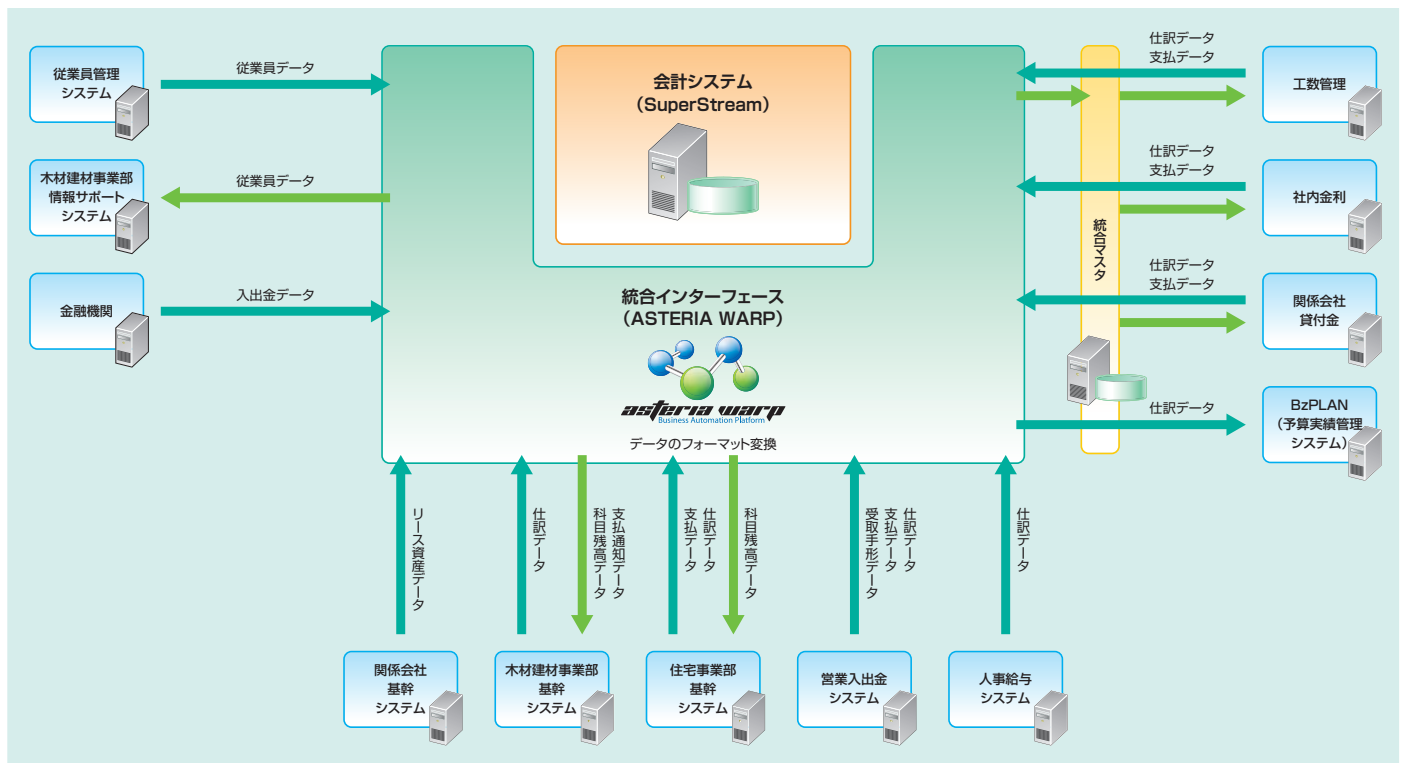 従業員管理
システム
従業員データ
木材建材事業部
情報サポート
システム
従業員データ
金融機関
入出金データ
会計システム
(SuperStream)
統合インターフェース
(ASTERIA WARP)
asteria warp
Business Automation Platform
データのフォーマット変換
統合マスタ
仕訳データ
支払データ
工数管理
仕訳データ
支払データ
社内金利
仕訳データ
支払データ
関係会社
貸付金
仕訳データ
BzPLAN
(予算実績管理
システム)
リース資産データ
仕訳データ
支払通知データ
科目残高データ
仕訳データ
支払データ
科目残高データ
仕訳データ
支払データ
受取手形データ
仕訳データ
関係会社
基幹
システム
木材建材事業部
基幹
システム
住宅事業部
基幹
システム
営業入出金
システム
人事給与
システム